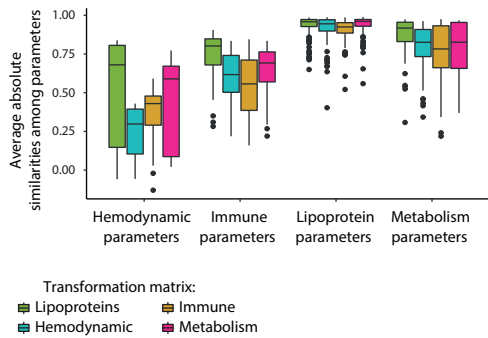 Average absolute
similarities among parameters
1.00
0.75
0.50
0.25
0.00
Hemodynamic
parameters
Immune
parameters
Lipoprotein
parameters
Metabolism
parameters
Transformation matrix:
Lipoproteins
Immune
Hemodynamic
Metabolism